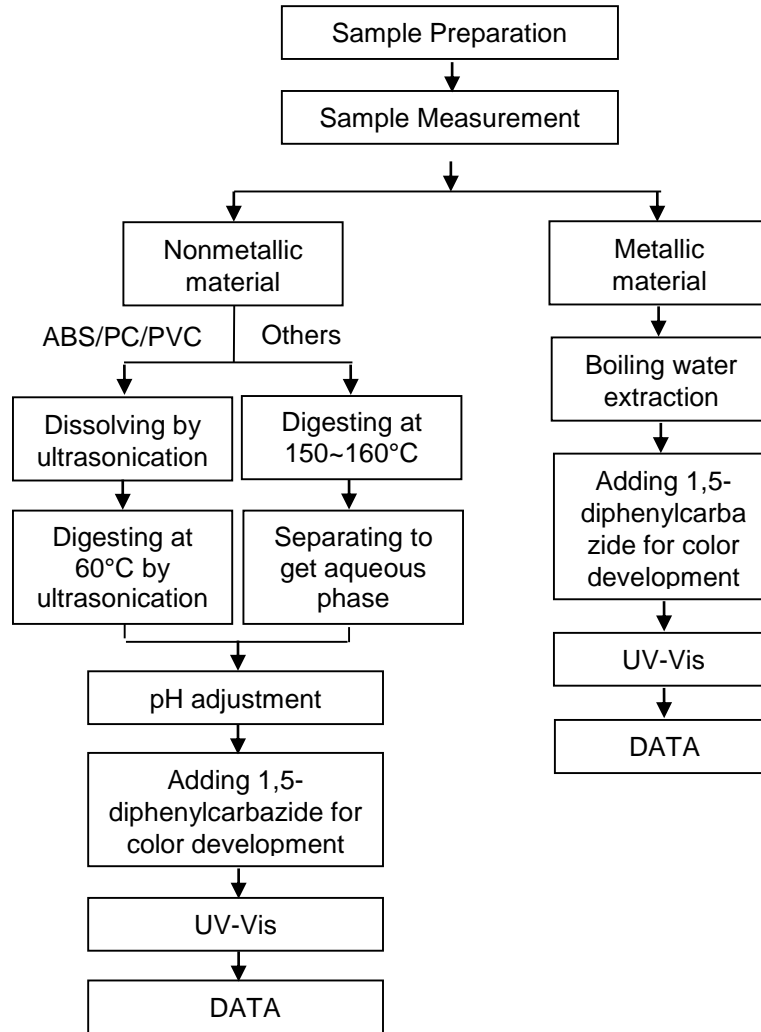 Sample Preparation
Sample Measurement
Nonmetallic
material
Metallic
material
ABS/PC/PVC
Others
Boiling water
extraction
Dissolving by
ultrasonication
Digesting at
150~160°C
Adding 1,5-
diphenylcarba
zide for color
development
Digesting at
60°C by
ultrasonication
Separating to
get aqueous
phase
UV-Vis
pH adjustment
DATA
Adding 1,5-
diphenylcarbazide for
color development
UV-Vis
DATA